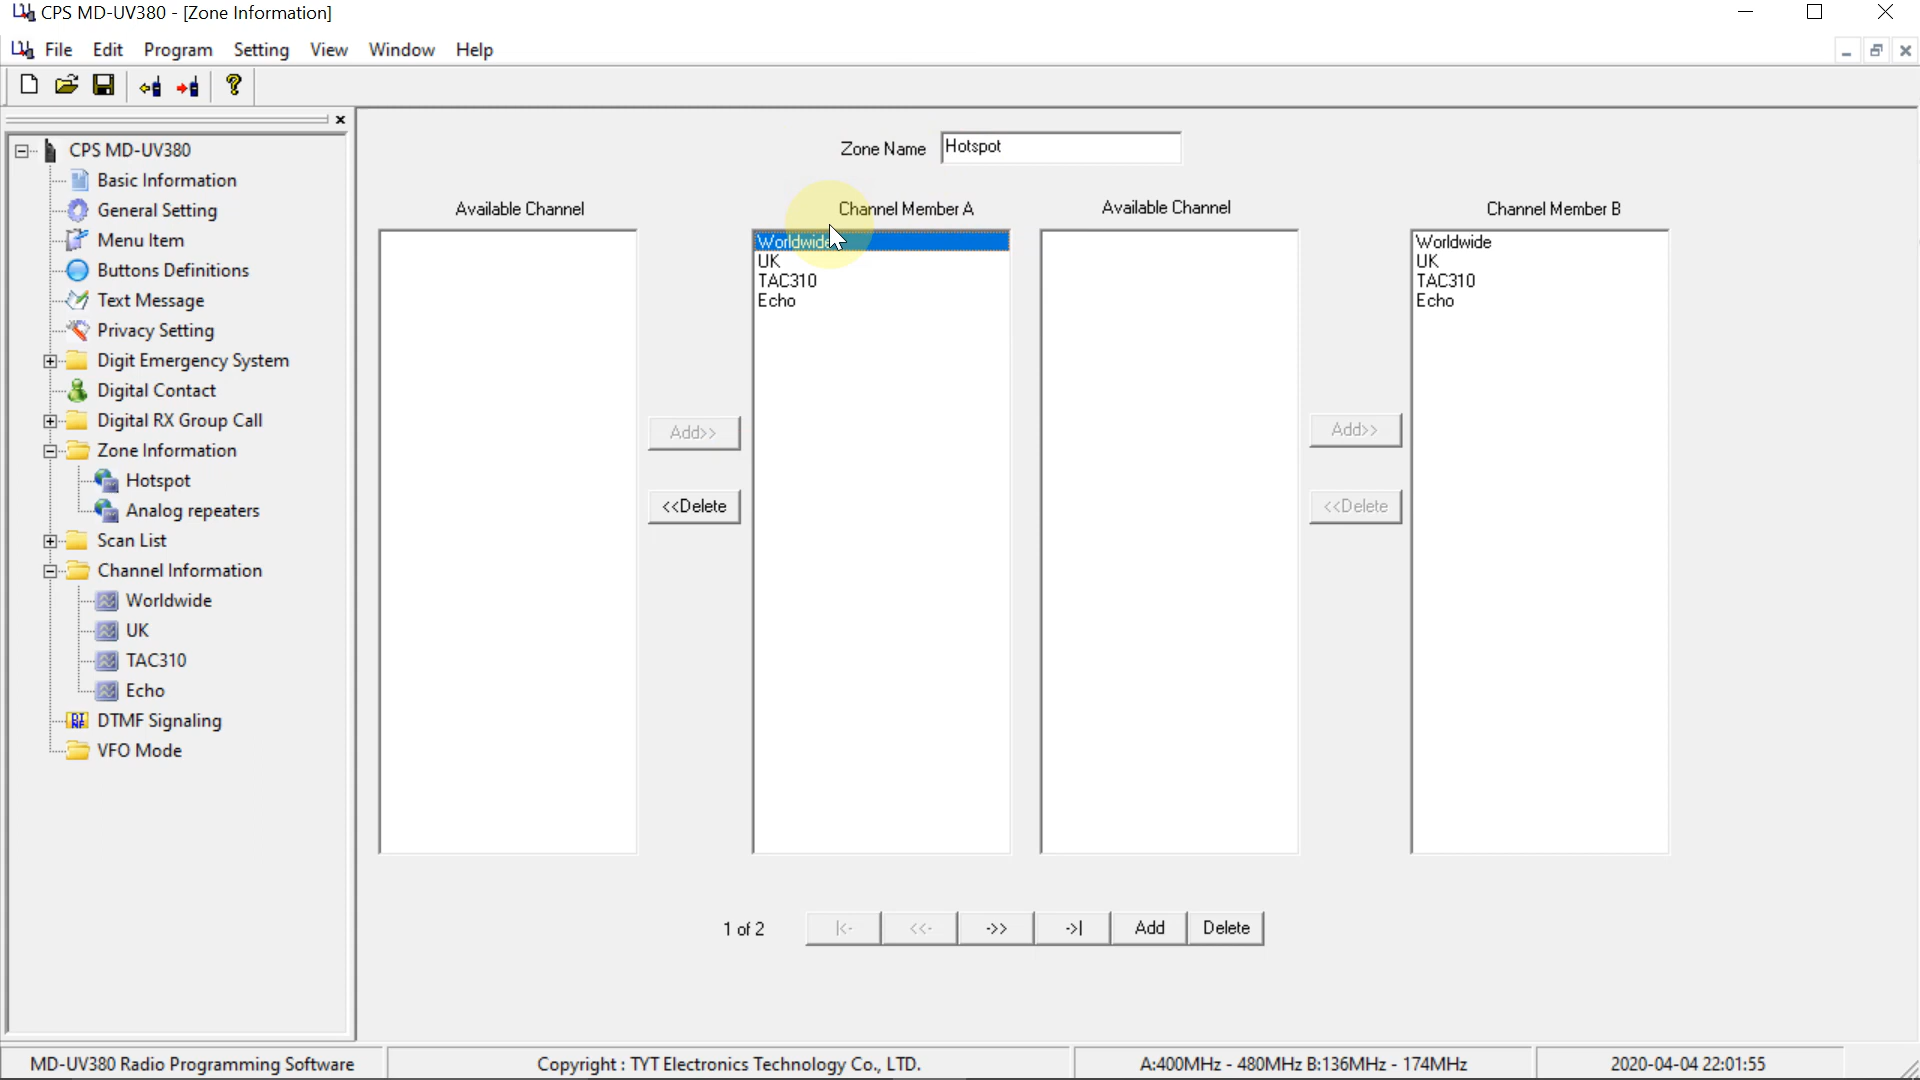 CPS MD-UV380 - [Zone Information]
File Edit Program Setting View Window Help
CPS MD-UV380
Basic Information
General Setting
Menu Item
Buttons Definitions
Text Message
Privacy Setting
Digit Emergency System
Digital Contact
Digital RX Group Call
Zone Information
Hotspot
Analog repeaters
Scan List
Channel Information
Worldwide
UK
TAC310
Echo
DTMF Signaling
VFO Mode
Zone Name Hotspot
Available Channel
Add>>
<<Delete
Channel Member A
Worldwide
UK
TAC310
Echo
Available Channel
Add>>
<<Delete
Channel Member B
Worldwide
UK
TAC310
Echo
1 of 2 |<- <<- ->> ->| Add Delete
MD-UV380 Radio Programming Software Copyright : TYT Electronics Technology Co., LTD. A:400MHz - 480MHz B:136MHz - 174MHz 2020-04-04 22:01:55